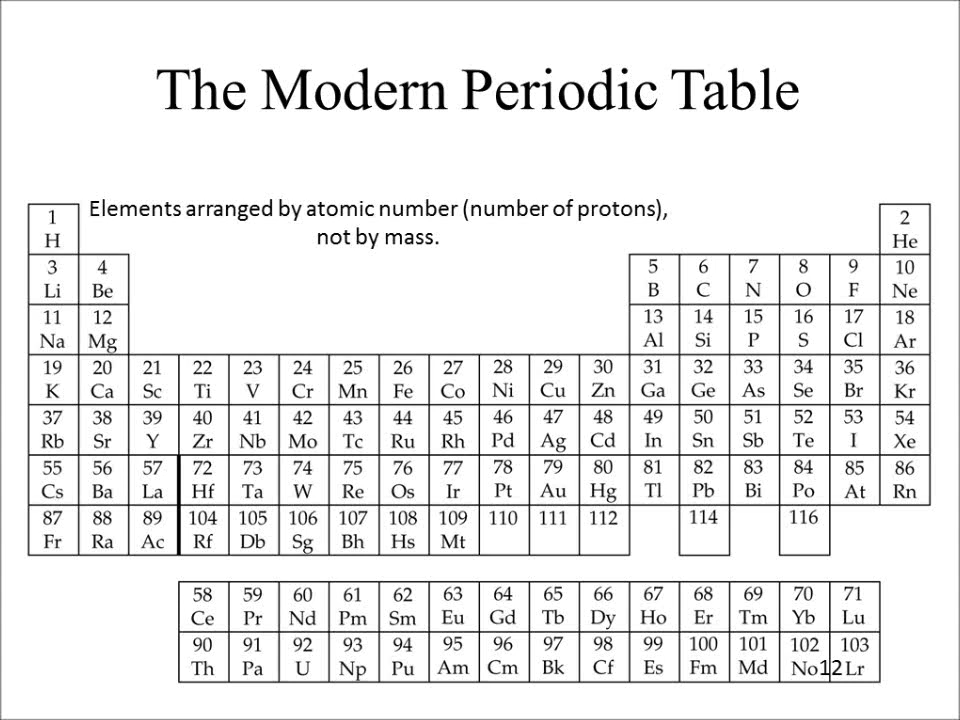 The Modern Periodic Table
Elements arranged by atomic number (number of protons),
not by mass.
1 2
H He
3 4 5 6 7 8 9 10
Li Be B C N O F Ne
11 12 13 14 15 16 17 18
Na Mg Al Si P S Cl Ar
19 20 21 22 23 24 25 26 27 28 29 30 31 32 33 34 35 36
K Ca Sc Ti V Cr Mn Fe Co Ni Cu Zn Ga Ge As Se Br Kr
37 38 39 40 41 42 43 44 45 46 47 48 49 50 51 52 53 54
Rb Sr Y Zr Nb Mo Tc Ru Rh Pd Ag Cd In Sn Sb Te I Xe
55 56 57 72 73 74 75 76 77 78 79 80 81 82 83 84 85 86
Cs Ba La Hf Ta W Re Os Ir Pt Au Hg Tl Pb Bi Po At Rn
87 88 89 104 105 106 107 108 109 110 111 112 114 116
Fr Ra Ac Rf Db Sg Bh Hs Mt
58 59 60 61 62 63 64 65 66 67 68 69 70 71
Ce Pr Nd Pm Sm Eu Gd Tb Dy Ho Er Tm Yb Lu
90 91 92 93 94 95 96 97 98 99 100 101 102 103
Th Pa U Np Pu Am Cm Bk Cf Es Fm Md No Lr
12